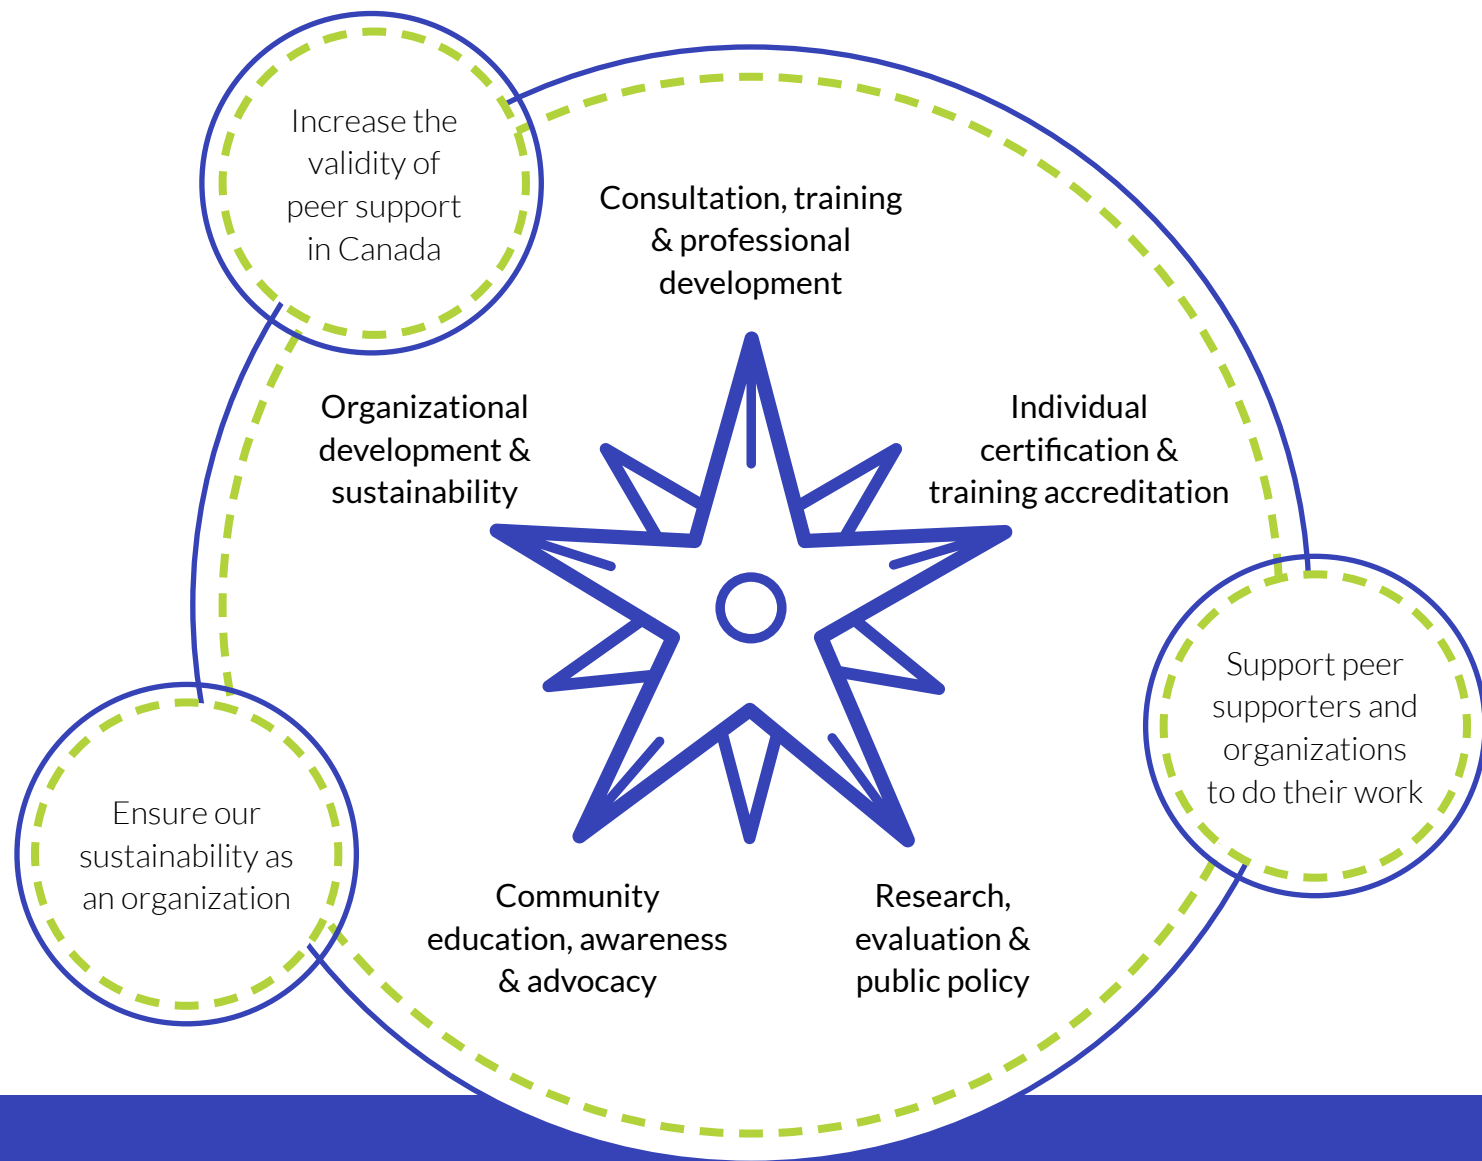 Increase the
validity of
peer support
in Canada
Consultation, training
& professional
development
Organizational
development &
sustainability
Individual
certification &
training accreditation
Support peer
supporters and
organizations
to do their work
Ensure our
sustainability as
an organization
Community
education, awareness
& advocacy
Research,
evaluation &
public policy